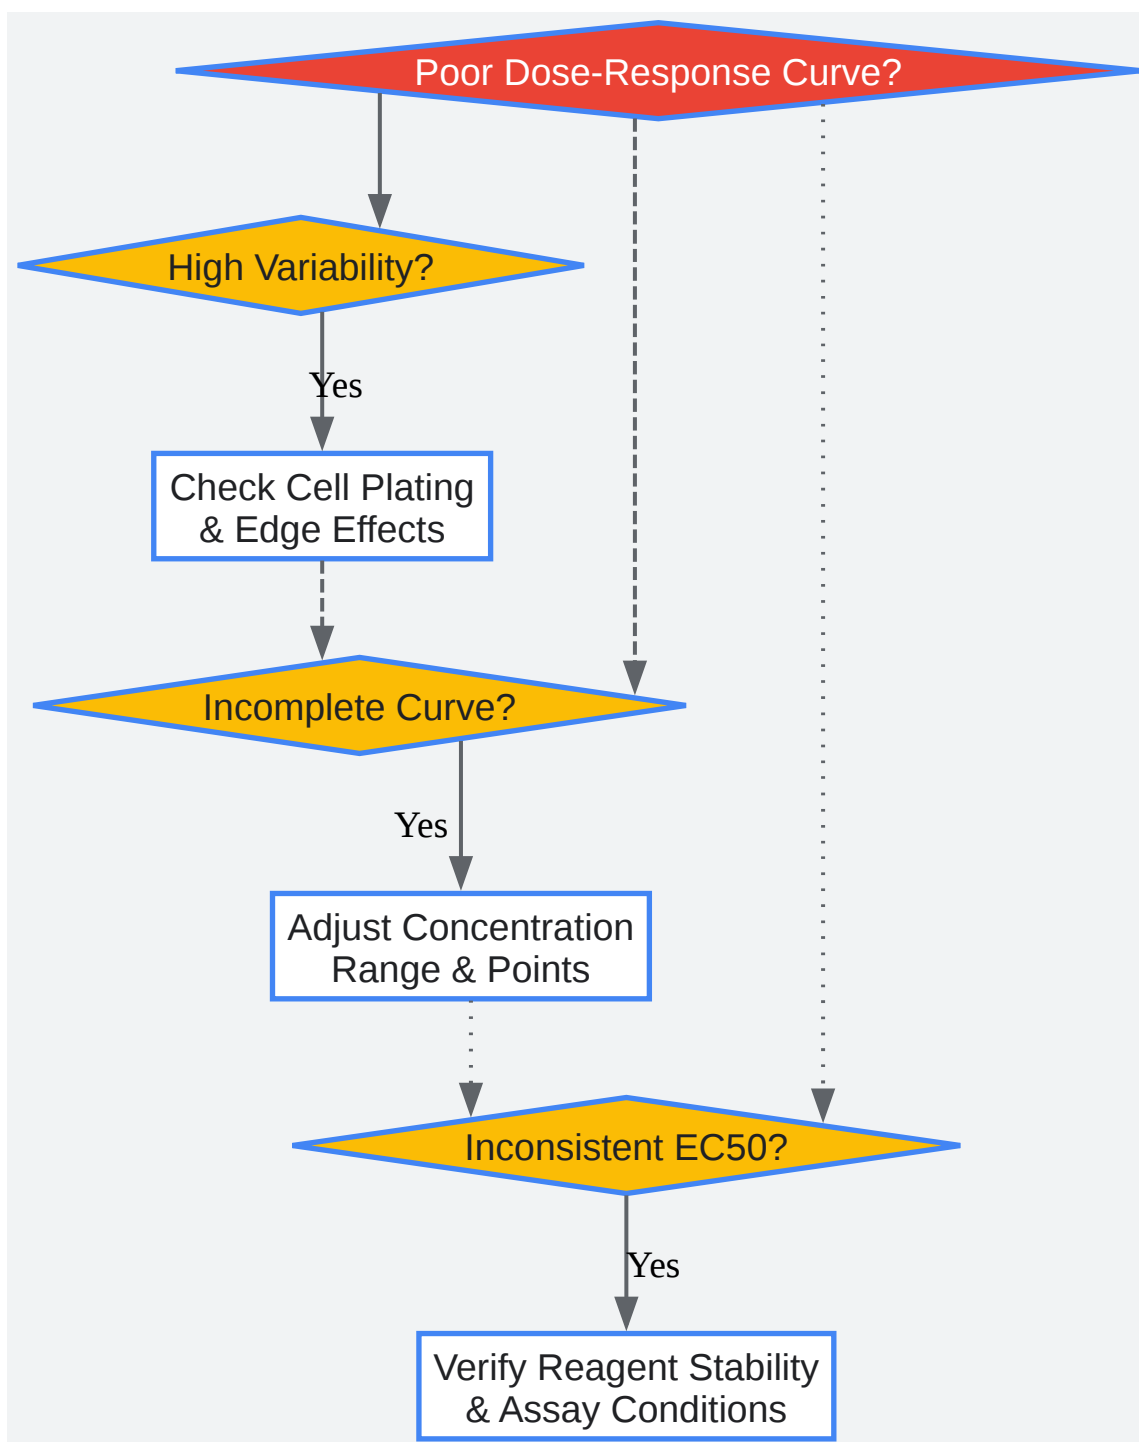 Poor Dose-Response Curve?
High Variability?
Yes
Check Cell Plating
& Edge Effects
Incomplete Curve?
Yes
Adjust Concentration
Range & Points
Inconsistent EC50?
Yes
Verify Reagent Stability
& Assay Conditions